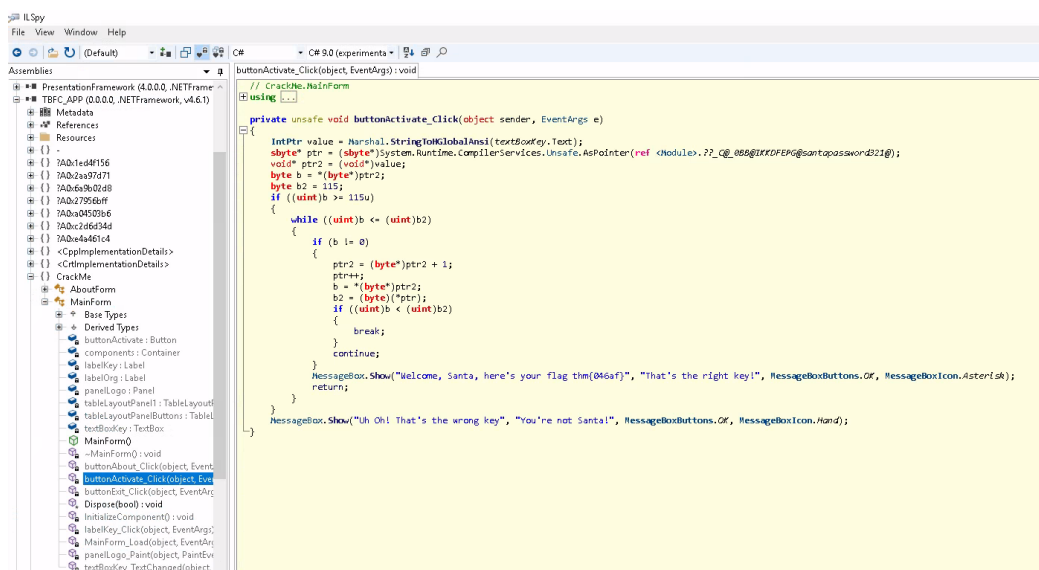 ILSpy
File View Window Help
(Default) C# C# 9.0 (experimenta
Assemblies
PresentationFramework (4.0.0.0, .NETFrame
TBFC_APP (0.0.0.0, .NETFramework, v4.6.1)
Metadata
References
Resources
{ } -
{ } ?A0x1ed4f156
{ } ?A0x2aa97d71
{ } ?A0x6a9b02d8
{ } ?A0x27956bff
{ } ?A0xa04503b6
{ } ?A0xc2d6d34d
{ } ?A0xe4a461c4
{ } <CppImplementationDetails>
{ } <CrtImplementationDetails>
{ } CrackMe
AboutForm
MainForm
Base Types
Derived Types
buttonActivate : Button
components : Container
labelKey : Label
labelOrg : Label
panelLogo : Panel
tableLayoutPanel1 : TableLayoutF
tableLayoutPanelButtons : TableL
textBoxKey : TextBox
MainForm()
~MainForm() : void
buttonAbout_Click(object, Event
buttonActivate_Click(object, Eve
buttonExit_Click(object, EventArg
Dispose(bool) : void
InitializeComponent() : void
labelKey_Click(object, EventArgs)
MainForm_Load(object, EventArg
panelLogo_Paint(object, PaintEve
textBoxKey_TextChanged(object,
buttonActivate_Click(object, EventArgs) : void
// CrackMe.MainForm
using ...
private unsafe void buttonActivate_Click(object sender, EventArgs e)
{
IntPtr value = Marshal.StringToHGlobalAnsi(textBoxKey.Text);
sbyte* ptr = (sbyte*)System.Runtime.CompilerServices.Unsafe.AsPointer(ref <Module>.??_C@_0BB@IKKDFEPG@santapassword321@);
void* ptr2 = (void*)value;
byte b = *(byte*)ptr2;
byte b2 = 115;
if ((uint)b >= 115u)
{
while ((uint)b <= (uint)b2)
{
if (b != 0)
{
ptr2 = (byte*)ptr2 + 1;
ptr++;
b = *(byte*)ptr2;
b2 = (byte)(*ptr);
if ((uint)b < (uint)b2)
{
break;
}
continue;
}
MessageBox.Show("Welcome, Santa, here's your flag thm{046af}", "That's the right key!", MessageBoxButtons.OK, MessageBoxIcon.Asterisk);
return;
}
}
MessageBox.Show("Uh Oh! That's the wrong key", "You're not Santa!", MessageBoxButtons.OK, MessageBoxIcon.Hand);
}